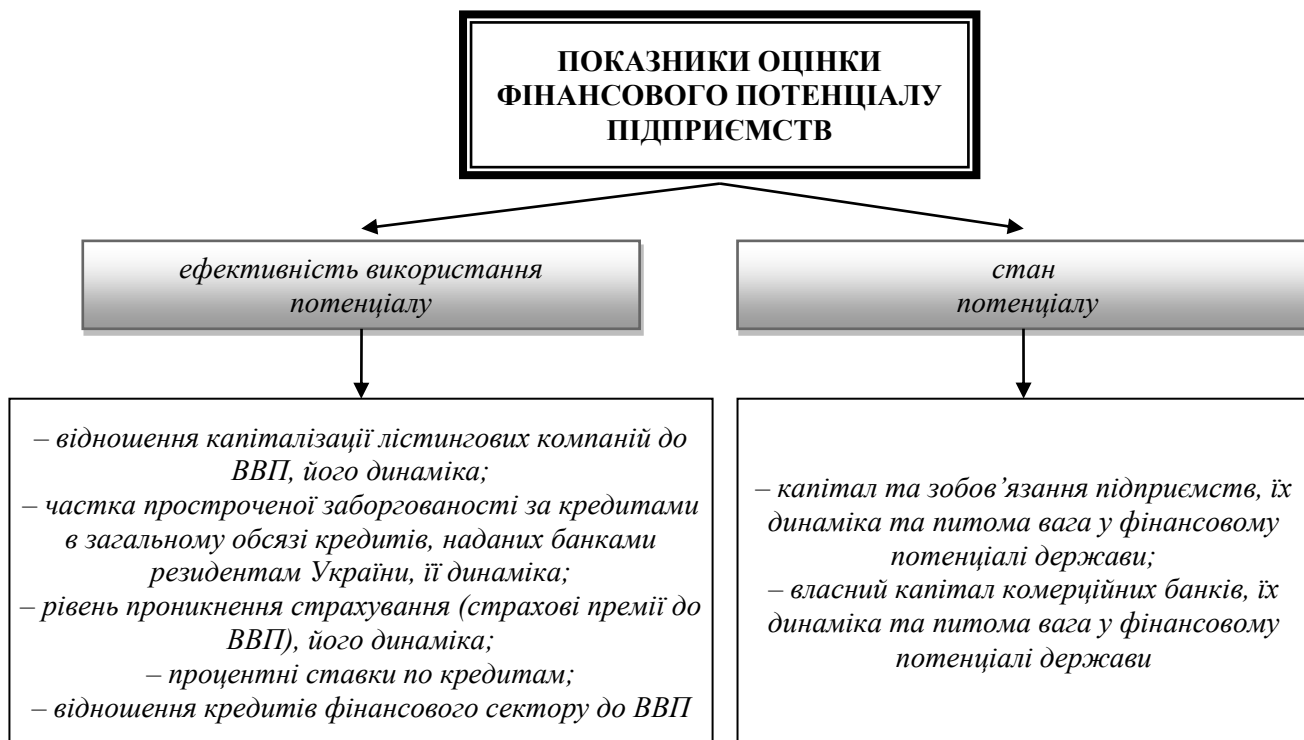 ПОКАЗНИКИ ОЦІНКИ
ФІНАНСОВОГО ПОТЕНЦІАЛУ
ПІДПРИЄМСТВ
ефективність використання
потенціалу
стан
потенціалу
– відношення капіталізації лістингових компаній до
ВВП, його динаміка;
– частка простроченої заборгованості за кредитами
в загальному обсязі кредитів, наданих банками
резидентам України, її динаміка;
– рівень проникнення страхування (страхові премії до
ВВП), його динаміка;
– процентні ставки по кредитам;
– відношення кредитів фінансового сектору до ВВП
– капітал та зобов’язання підприємств, їх
динаміка та питома вага у фінансовому
потенціалі держави;
– власний капітал комерційних банків, їх
динаміка та питома вага у фінансовому
потенціалі держави